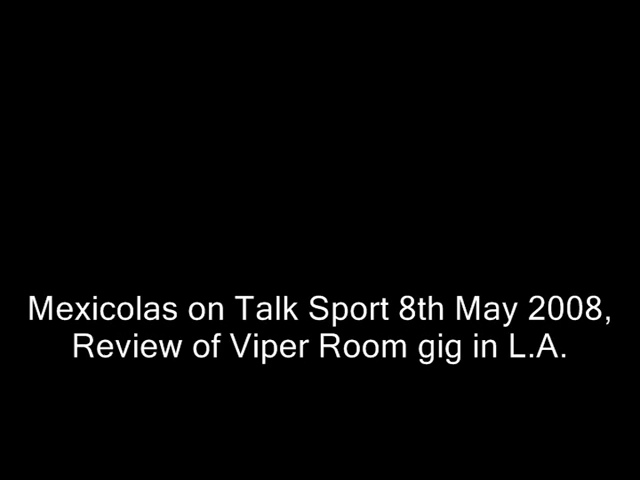 Mexicolas on Talk Sport 8th May 2008,
Review of Viper Room gig in L.A.